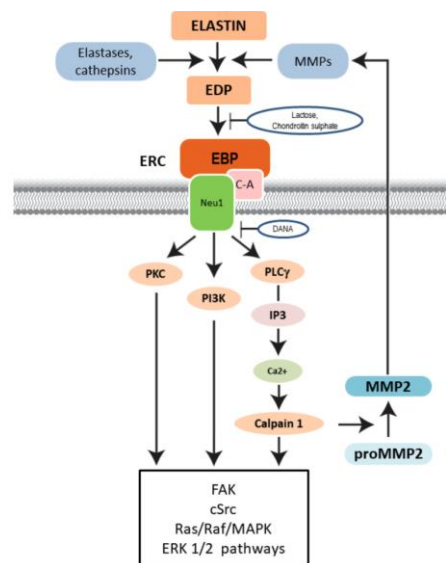 ELASTIN
Elastases,
cathepsins
MMPs
EDP
Lactose,
Chondroitin sulphate
ERC
EBP
C-A
Neu1
DANA
PKC
PI3K
PLCγ
IP3
Ca2+
Calpain 1
MMP2
proMMP2
FAK
cSrc
Ras/Raf/MAPK
ERK 1/2 pathways